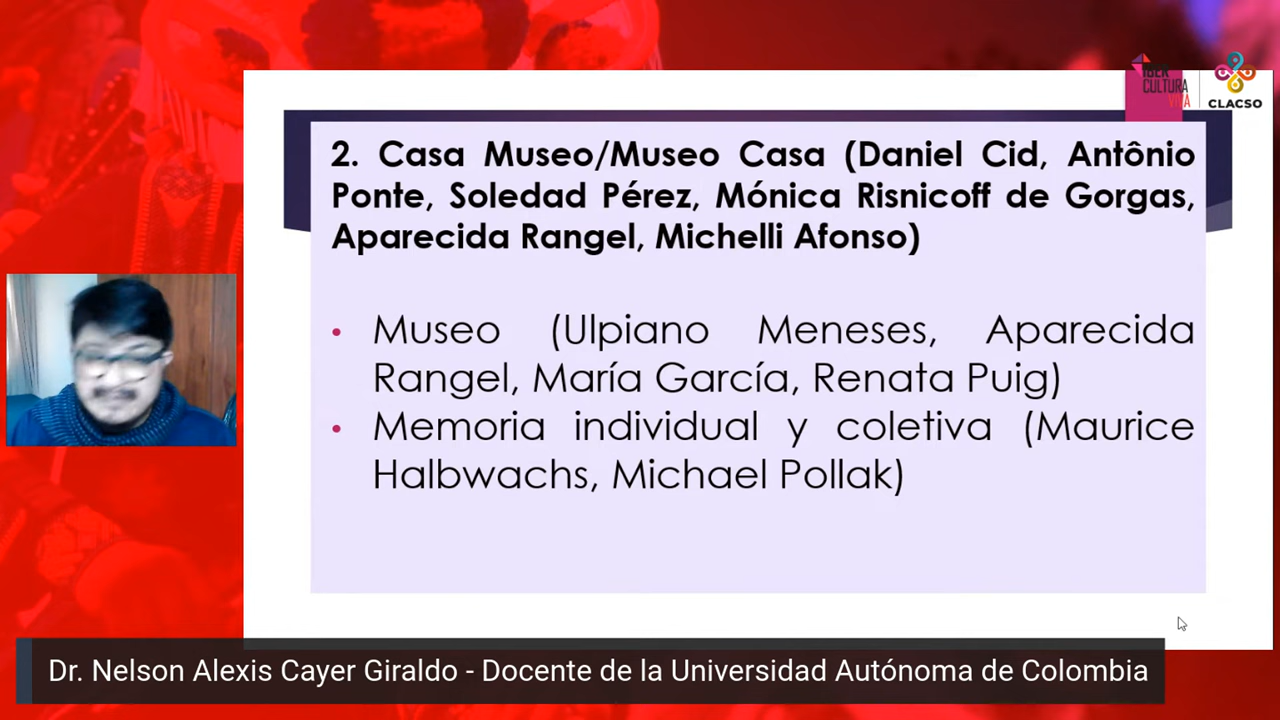 IBER
CULTURA
VIVA
CLACSO
2. Casa Museo/Museo Casa (Daniel Cid, Antônio
Ponte, Soledad Pérez, Mónica Risnicoff de Gorgas,
Aparecida Rangel, Michelli Afonso)
• Museo (Ulpiano Meneses, Aparecida
Rangel, María García, Renata Puig)
• Memoria individual y coletiva (Maurice
Halbwachs, Michael Pollak)
Dr. Nelson Alexis Cayer Giraldo - Docente de la Universidad Autónoma de Colombia